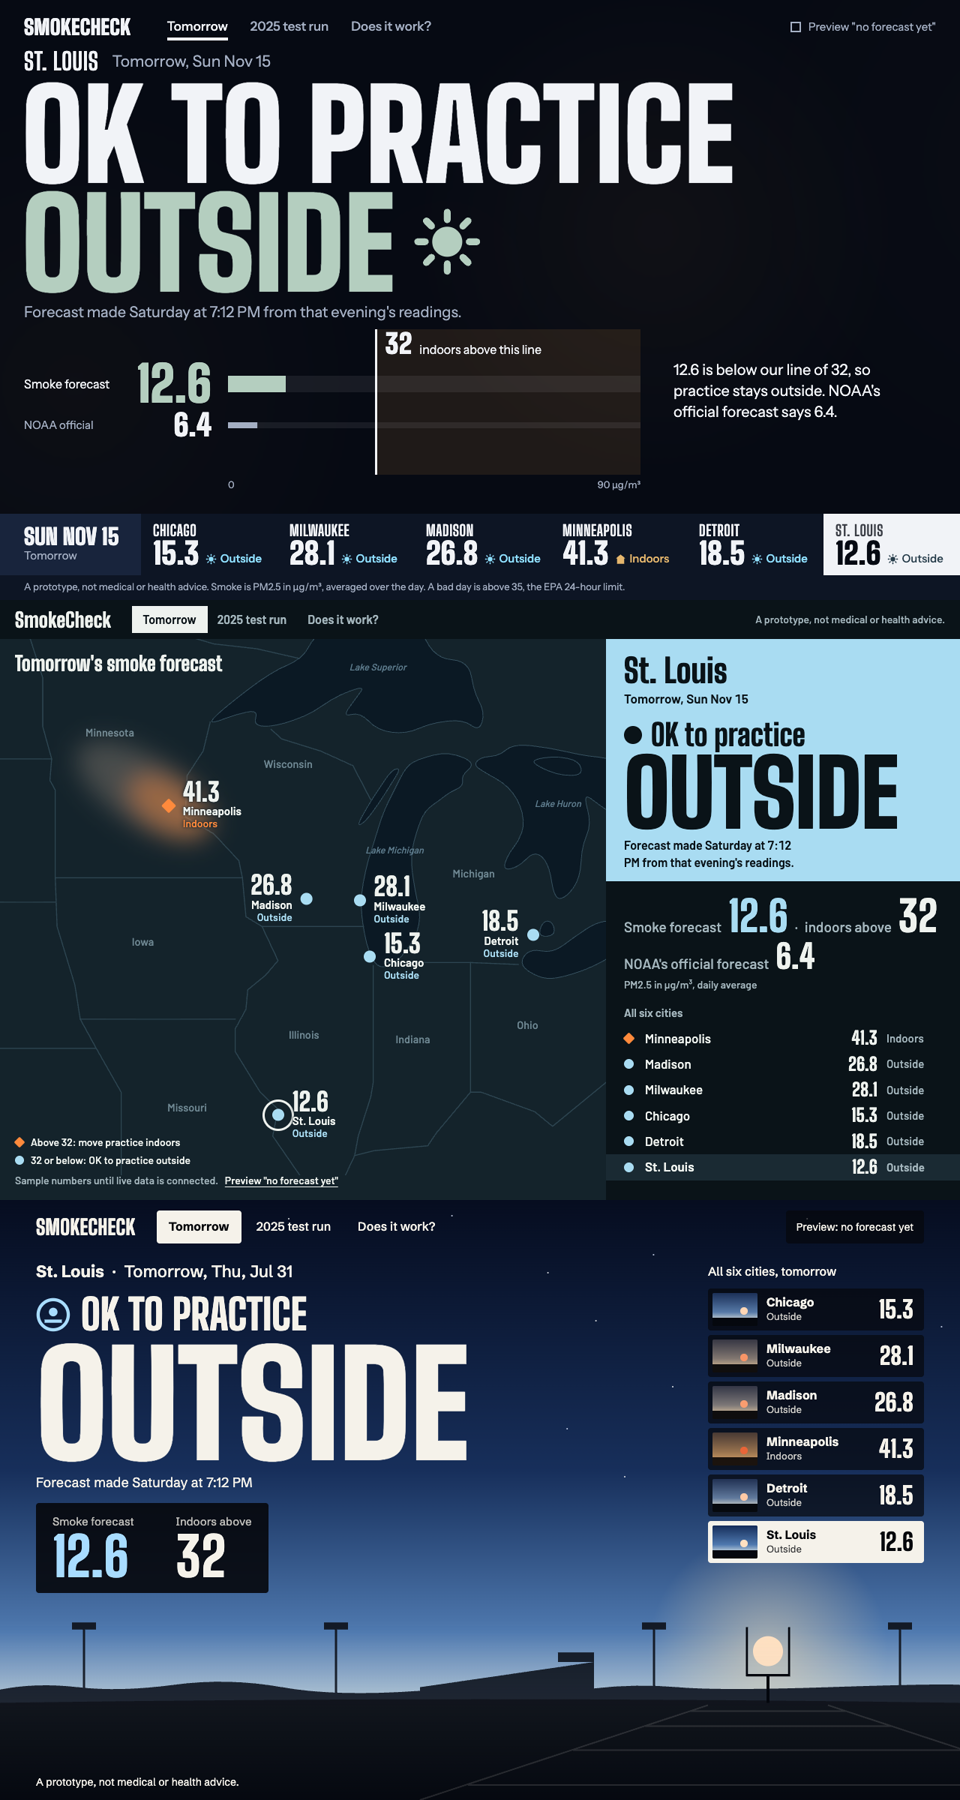 SMOKECHECK
Tomorrow
2025 test run
Does it work?
Preview "no forecast yet"
ST. LOUIS Tomorrow, Sun Nov 15
OK TO PRACTICE
OUTSIDE
Forecast made Saturday at 7:12 PM from that evening's readings.
32 indoors above this line
Smoke forecast 12.6
NOAA official 6.4
0
90 µg/m³
12.6 is below our line of 32, so
practice stays outside. NOAA's
official forecast says 6.4.
SUN NOV 15
Tomorrow
CHICAGO
15.3 Outside
MILWAUKEE
28.1 Outside
MADISON
26.8 Outside
MINNEAPOLIS
41.3 Indoors
DETROIT
18.5 Outside
ST. LOUIS
12.6 Outside
A prototype, not medical or health advice. Smoke is PM2.5 in µg/m³, averaged over the day. A bad day is above 35, the EPA 24-hour limit.
SmokeCheck
Tomorrow
2025 test run
Does it work?
A prototype, not medical or health advice.
Tomorrow's smoke forecast
Lake Superior
Minnesota
Wisconsin
41.3
Minneapolis
Indoors
Lake Huron
Lake Michigan
Michigan
26.8
Madison
Outside
28.1
Milwaukee
Outside
18.5
Detroit
Outside
15.3
Chicago
Outside
Iowa
Illinois
Indiana
Ohio
Missouri
12.6
St. Louis
Outside
Above 32: move practice indoors
32 or below: OK to practice outside
Sample numbers until live data is connected. Preview "no forecast yet"
St. Louis
Tomorrow, Sun Nov 15
OK to practice
OUTSIDE
Forecast made Saturday at 7:12
PM from that evening's readings.
Smoke forecast 12.6 · indoors above 32
NOAA's official forecast 6.4
PM2.5 in µg/m³, daily average
All six cities
Minneapolis 41.3 Indoors
Madison 26.8 Outside
Milwaukee 28.1 Outside
Chicago 15.3 Outside
Detroit 18.5 Outside
St. Louis 12.6 Outside
SMOKECHECK
Tomorrow
2025 test run
Does it work?
Preview: no forecast yet
St. Louis · Tomorrow, Thu, Jul 31
OK TO PRACTICE
OUTSIDE
Forecast made Saturday at 7:12 PM
Smoke forecast
12.6
Indoors above
32
All six cities, tomorrow
Chicago
Outside
15.3
Milwaukee
Outside
28.1
Madison
Outside
26.8
Minneapolis
Indoors
41.3
Detroit
Outside
18.5
St. Louis
Outside
12.6
A prototype, not medical or health advice.